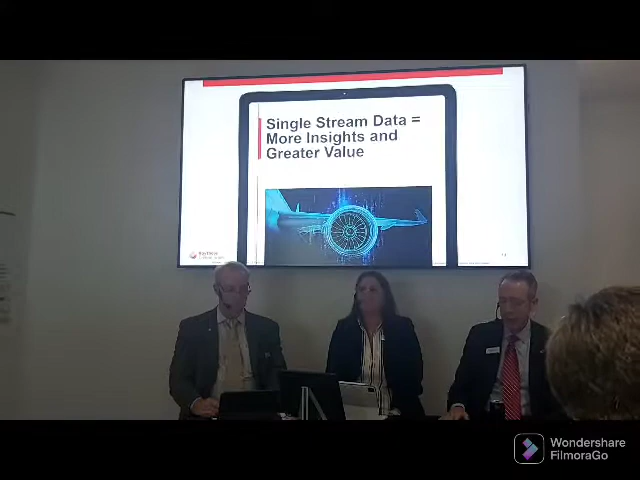 Single Stream Data =
More Insights and
Greater Value
Wondershare
FilmoraGo